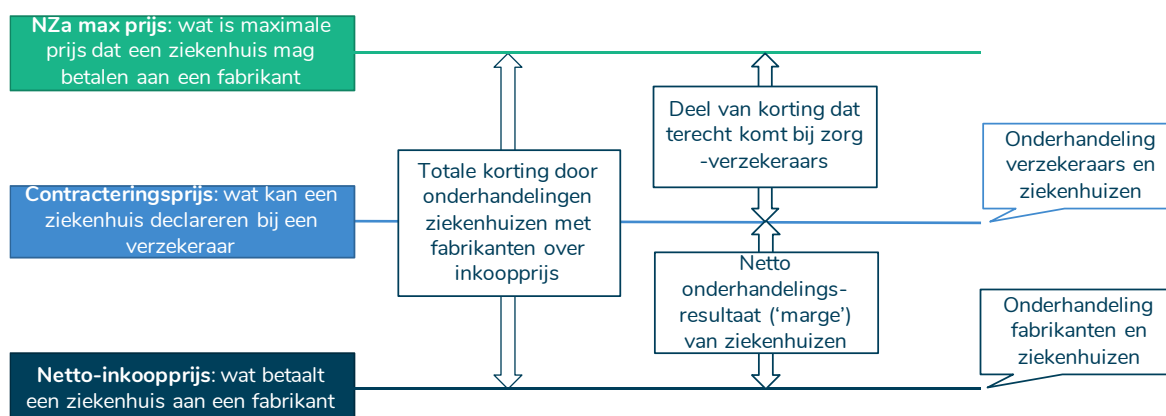 NZa max prijs: wat is maximale
prijs dat een ziekenhuis mag
betalen aan een fabrikant
Deel van korting dat
terecht komt bij zorg
-verzekeraars
Onderhandeling
verzekeraars en
ziekenhuizen
Totale korting door
onderhandelingen
ziekenhuizen met
fabrikanten over
inkoopprijs
Contracteringsprijs: wat kan een
ziekenhuis declareren bij een
verzekeraar
Netto
onderhandelings-
resultaat (‘marge’)
van ziekenhuizen
Onderhandeling
fabrikanten en
ziekenhuizen
Netto-inkoopprijs: wat betaalt
een ziekenhuis aan een fabrikant